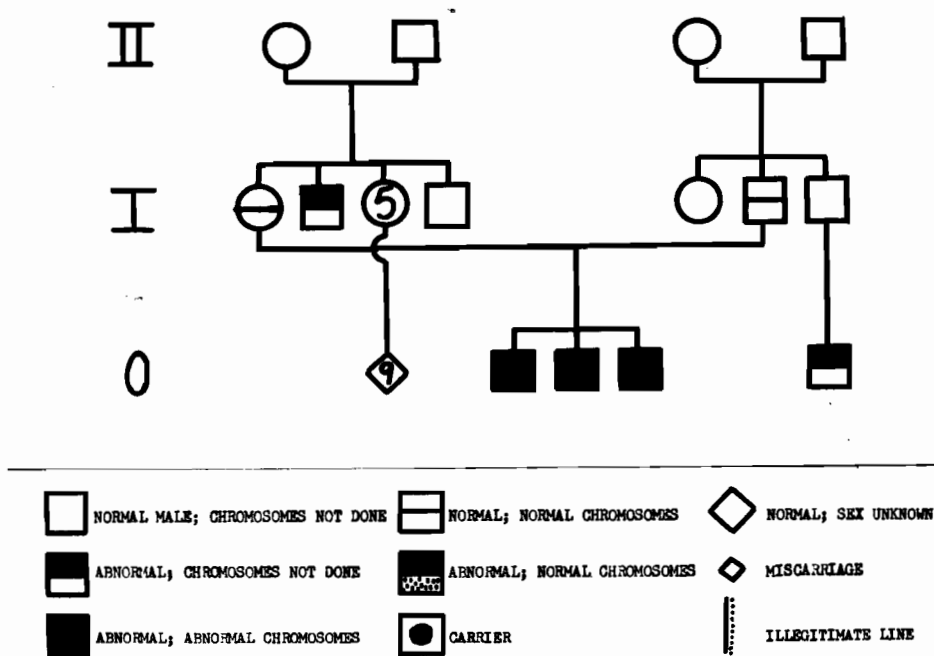 II
I
5
0
9
NORMAL MALE; CHROMOSOMES NOT DONE
NORMAL; NORMAL CHROMOSOMES
NORMAL; SEX UNKNOWN
ABNORMAL; CHROMOSOMES NOT DONE
ABNORMAL; NORMAL CHROMOSOMES
MISCARRIAGE
ABNORMAL; ABNORMAL CHROMOSOMES
CARRIER
ILLEGITIMATE LINE